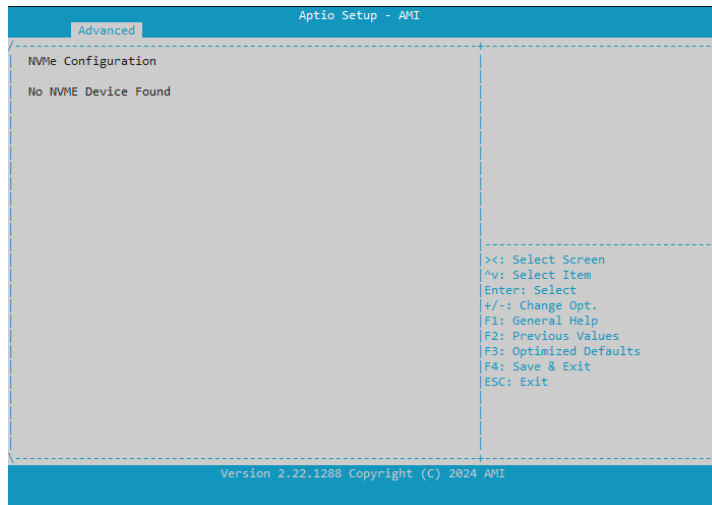 Aptio Setup - AMI
Advanced
NVMe Configuration
No NVME Device Found
><: Select Screen
^v: Select Item
Enter: Select
+/-: Change Opt.
F1: General Help
F2: Previous Values
F3: Optimized Defaults
F4: Save & Exit
ESC: Exit
Version 2.22.1288 Copyright (C) 2024 AMI